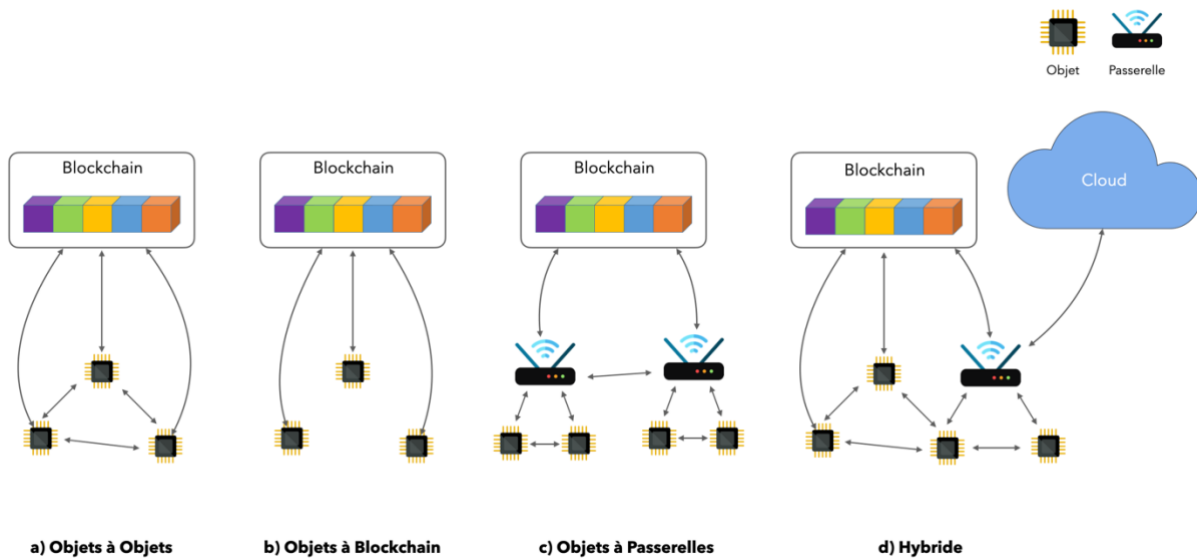 Objet
Passerelle
Blockchain
Blockchain
Blockchain
Blockchain
Cloud
a) Objets à Objets
b) Objets à Blockchain
c) Objets à Passerelles
d) Hybride